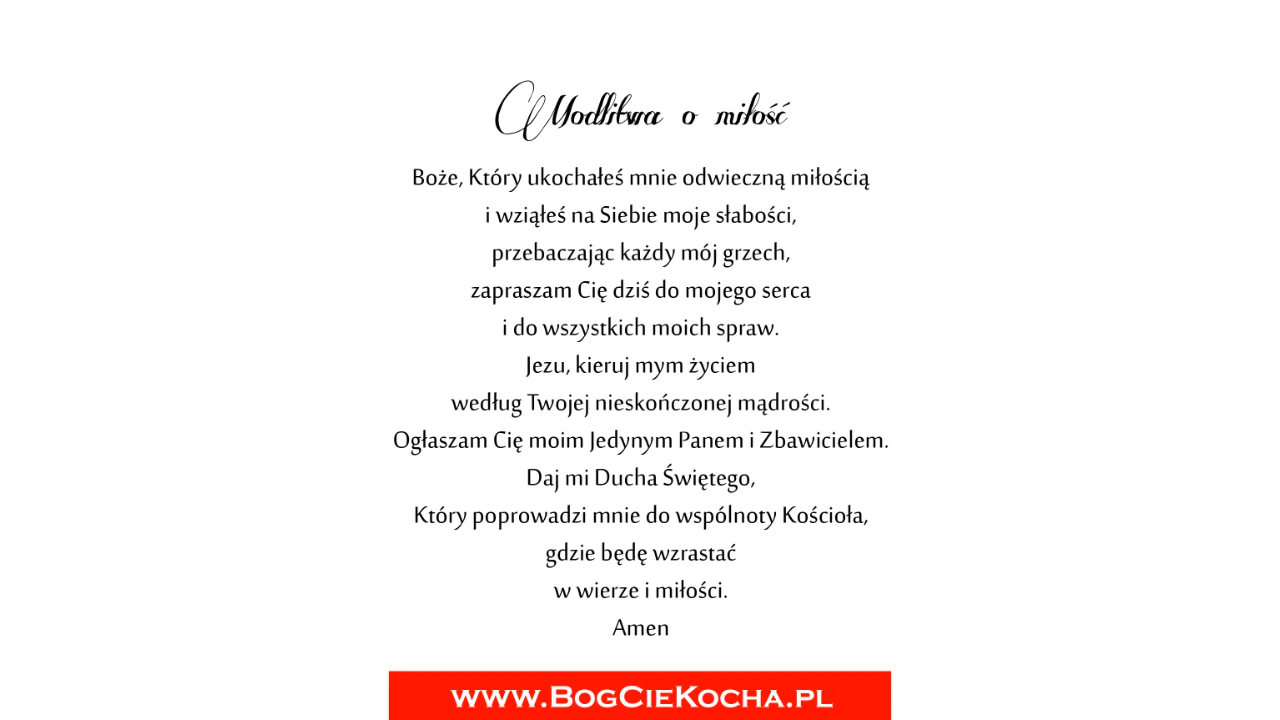 Modlitwa o miłość
Boże, Który ukochałeś mnie odwieczną miłością
i wziąłeś na Siebie moje słabości,
przebaczając każdy mój grzech,
zapraszam Cię dziś do mojego serca
i do wszystkich moich spraw.
Jezu, kieruj mym życiem
według Twojej nieskończonej mądrości.
Ogłaszam Cię moim Jedynym Panem i Zbawicielem.
Daj mi Ducha Świętego,
Który poprowadzi mnie do wspólnoty Kościoła,
gdzie będę wzrastać
w wierze i miłości.
Amen
www.BogCieKocha.pl